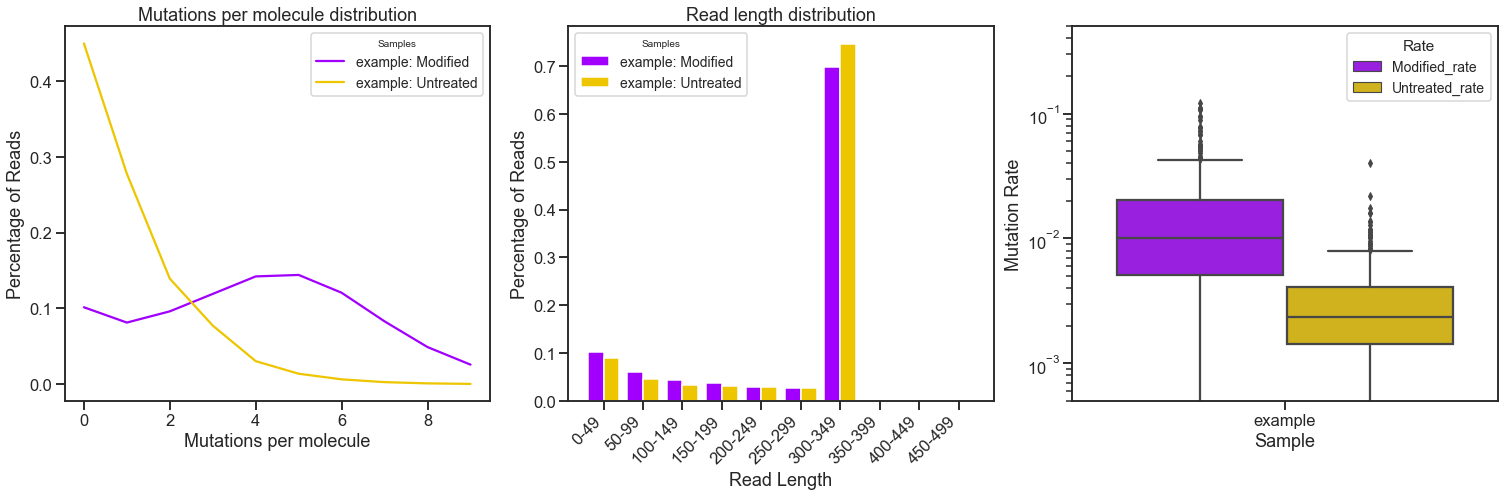 Mutations per molecule distribution
Samples
example: Modified
example: Untreated
Percentage of Reads
0.4
0.3
0.2
0.1
0.0
0 2 4 6 8
Mutations per molecule
Read length distribution
Samples
example: Modified
example: Untreated
Percentage of Reads
0.7
0.6
0.5
0.4
0.3
0.2
0.1
0.0
0-49 50-99 100-149 150-199 200-249 250-299 300-349 350-399 400-449 450-499
Read Length
Rate
Modified_rate
Untreated_rate
Mutation Rate
10⁻¹
10⁻²
10⁻³
example
Sample